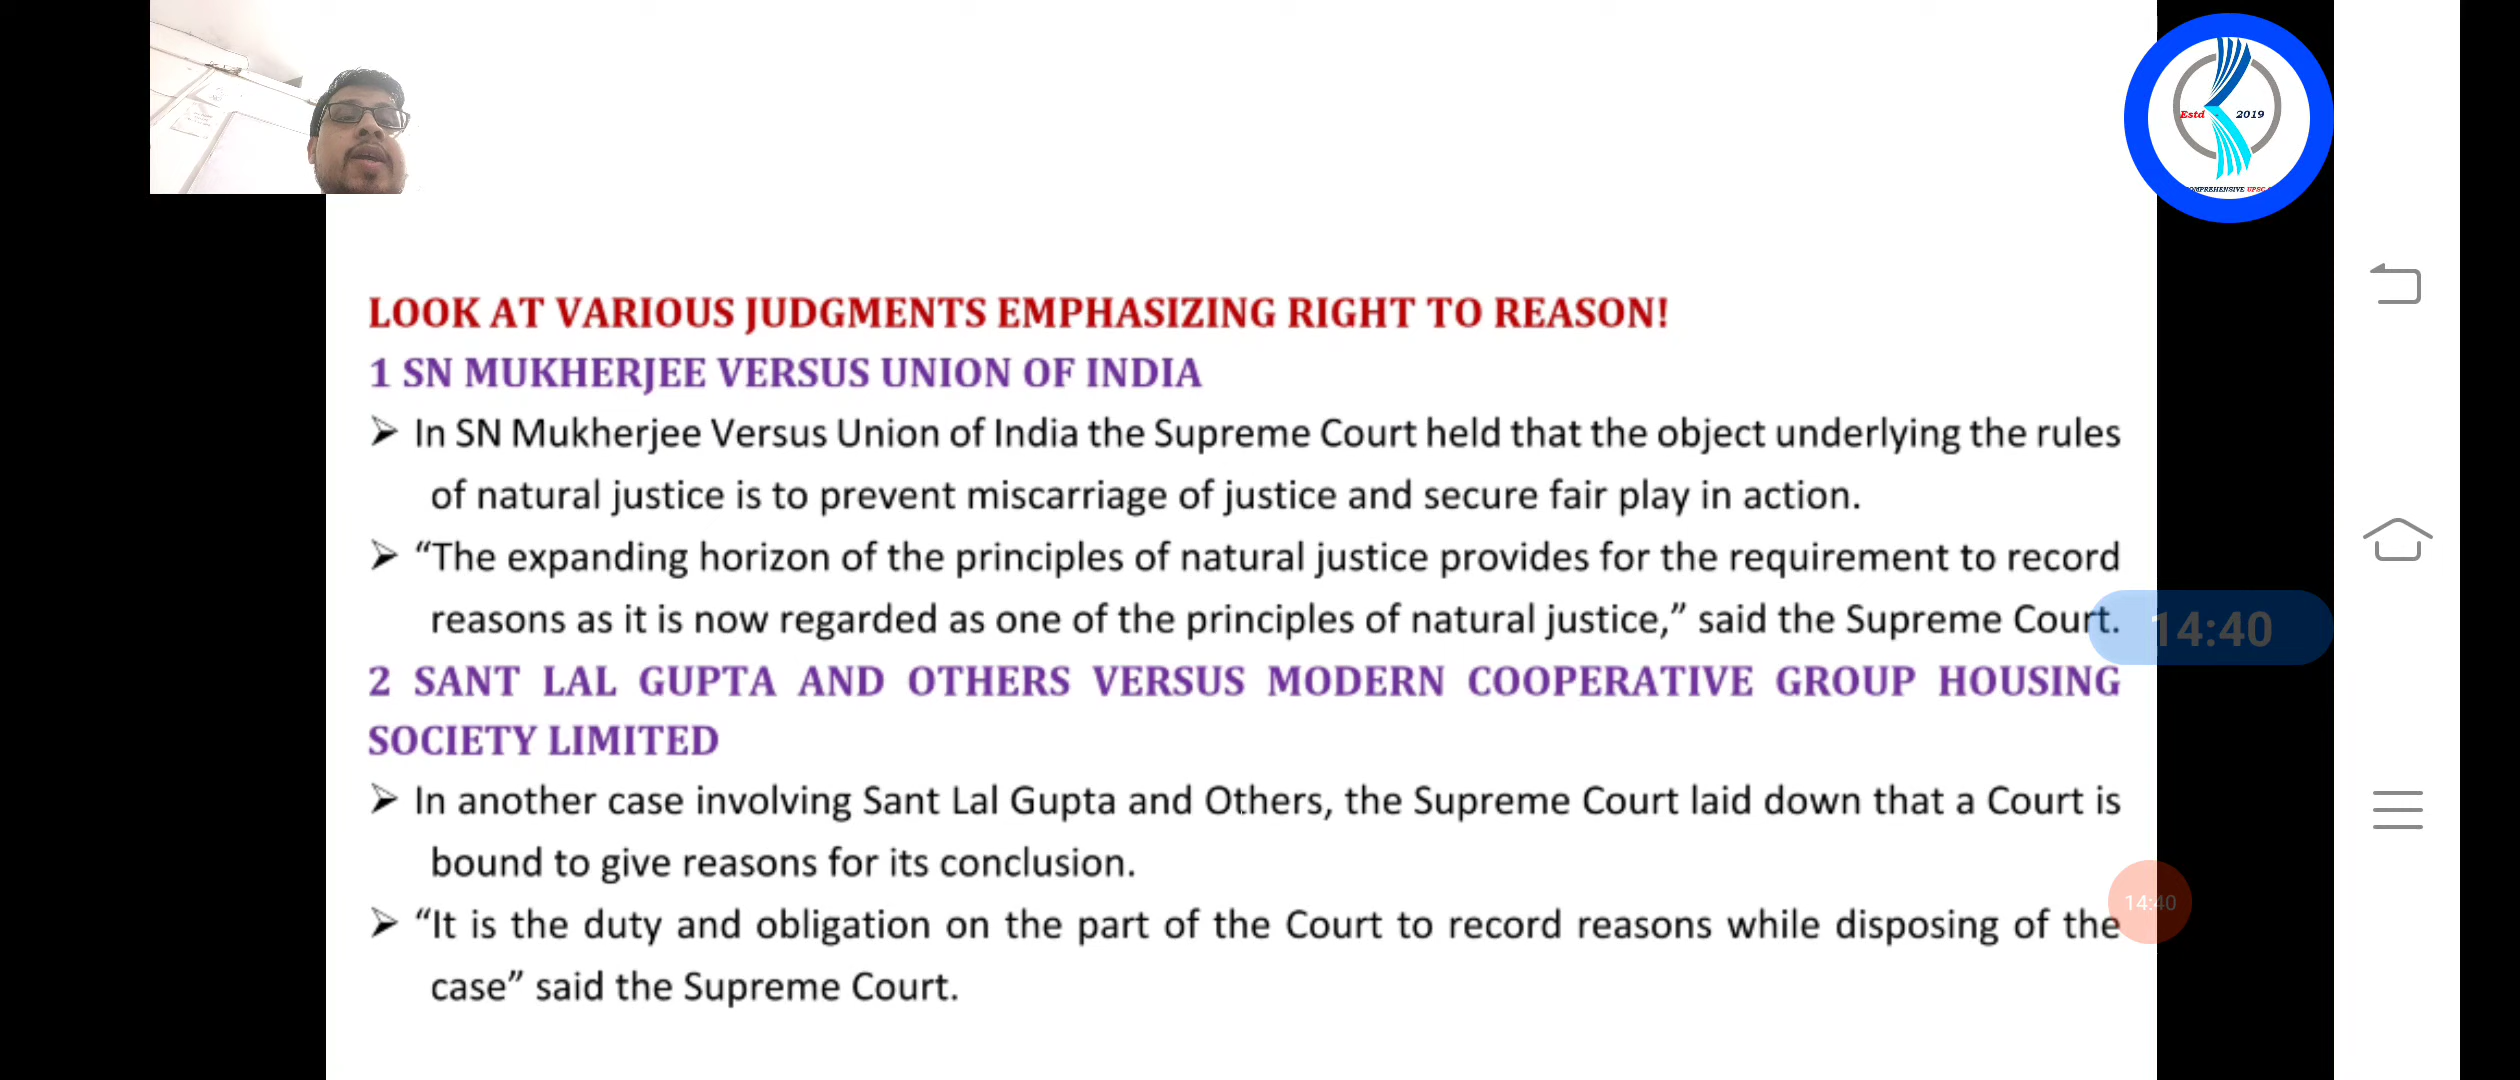 Estd - 2019
COMPREHENSIVE UPSC
LOOK AT VARIOUS JUDGMENTS EMPHASIZING RIGHT TO REASON!
1 SN MUKHERJEE VERSUS UNION OF INDIA
➢ In SN Mukherjee Versus Union of India the Supreme Court held that the object underlying the rules
of natural justice is to prevent miscarriage of justice and secure fair play in action.
➢ “The expanding horizon of the principles of natural justice provides for the requirement to record
reasons as it is now regarded as one of the principles of natural justice,” said the Supreme Court.
14:40
2 SANT LAL GUPTA AND OTHERS VERSUS MODERN COOPERATIVE GROUP HOUSING
SOCIETY LIMITED
➢ In another case involving Sant Lal Gupta and Others, the Supreme Court laid down that a Court is
bound to give reasons for its conclusion.
➢ “It is the duty and obligation on the part of the Court to record reasons while disposing of the
case” said the Supreme Court.
14:40